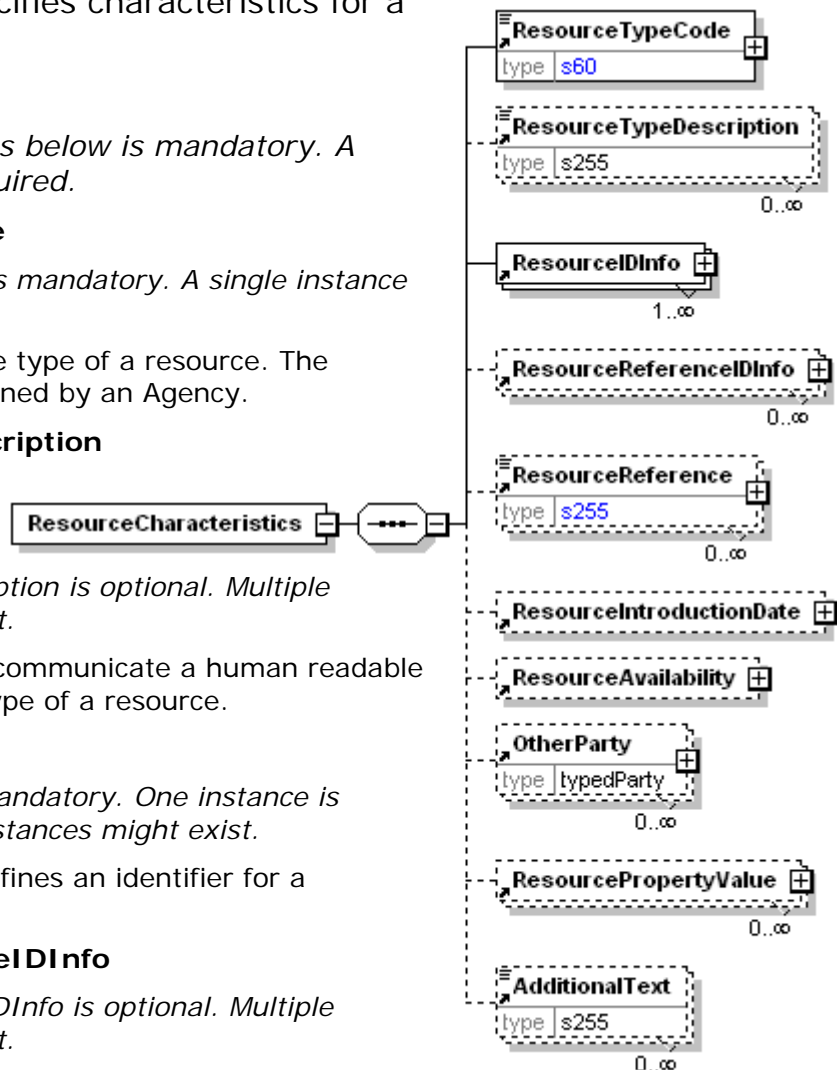 cifies characteristics for a
s below is mandatory. A
uired.
e
s mandatory. A single instance
e type of a resource. The
ned by an Agency.
cription
ption is optional. Multiple
t.
communicate a human readable
ype of a resource.
andatory. One instance is
stances might exist.
fines an identifier for a
eIDInfo
DInfo is optional. Multiple
t.
ResourceCharacteristics
ResourceTypeCode
type s60
ResourceTypeDescription
type s255
0..∞
ResourceIDInfo
1..∞
ResourceReferenceIDInfo
0..∞
ResourceReference
type s255
0..∞
ResourceIntroductionDate
ResourceAvailability
OtherParty
type typedParty
0..∞
ResourcePropertyValue
0..∞
AdditionalText
type s255
0..∞